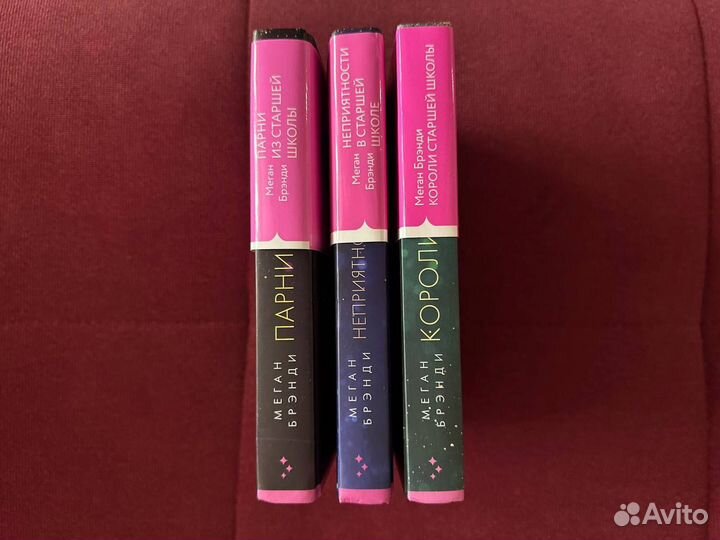 ПАРНИ
ИЗ СТАРШЕЙ
ШКОЛЫ
Меган
Брэнди
ПАРНИ
МЕГАН
БРЭНДИ
НЕПРИЯТНОСТИ
В СТАРШЕЙ
ШКОЛЕ
Меган
Брэнди
НЕПРИЯТНО
МЕГАН
БРЭНДИ
Меган Брэнди
КОРОЛИ СТАРШЕЙ ШКОЛЫ
КОРОЛИ
МЕГАН
БРЭНДИ
Avito